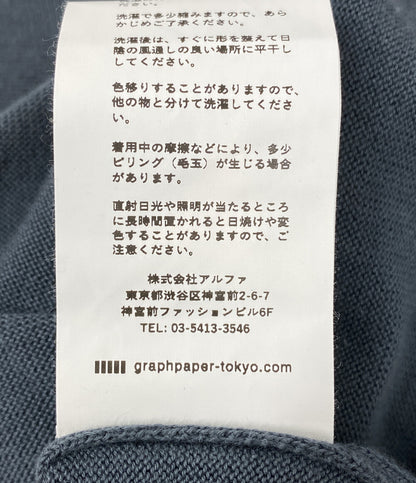 洗濯で多少縮みますので、あら
かじめご了承ください。
洗濯後は、すぐに形を整えて日
陰の風通しの良い場所に平干し
してください。
色移りすることがありますので、
他の物と分けて洗濯してくださ
い。
着用中の摩擦などにより、多少
ピリング（毛玉）が生じる場合
があります。
直射日光や照明が当たるところ
に長時間置かれると日焼けや変
色することがありますので、ご
注意ください。
株式会社アルファ
東京都渋谷区神宮前2-6-7
神宮前ファッションビル6F
TEL: 03-5413-3546
graphpaper-tokyo.com